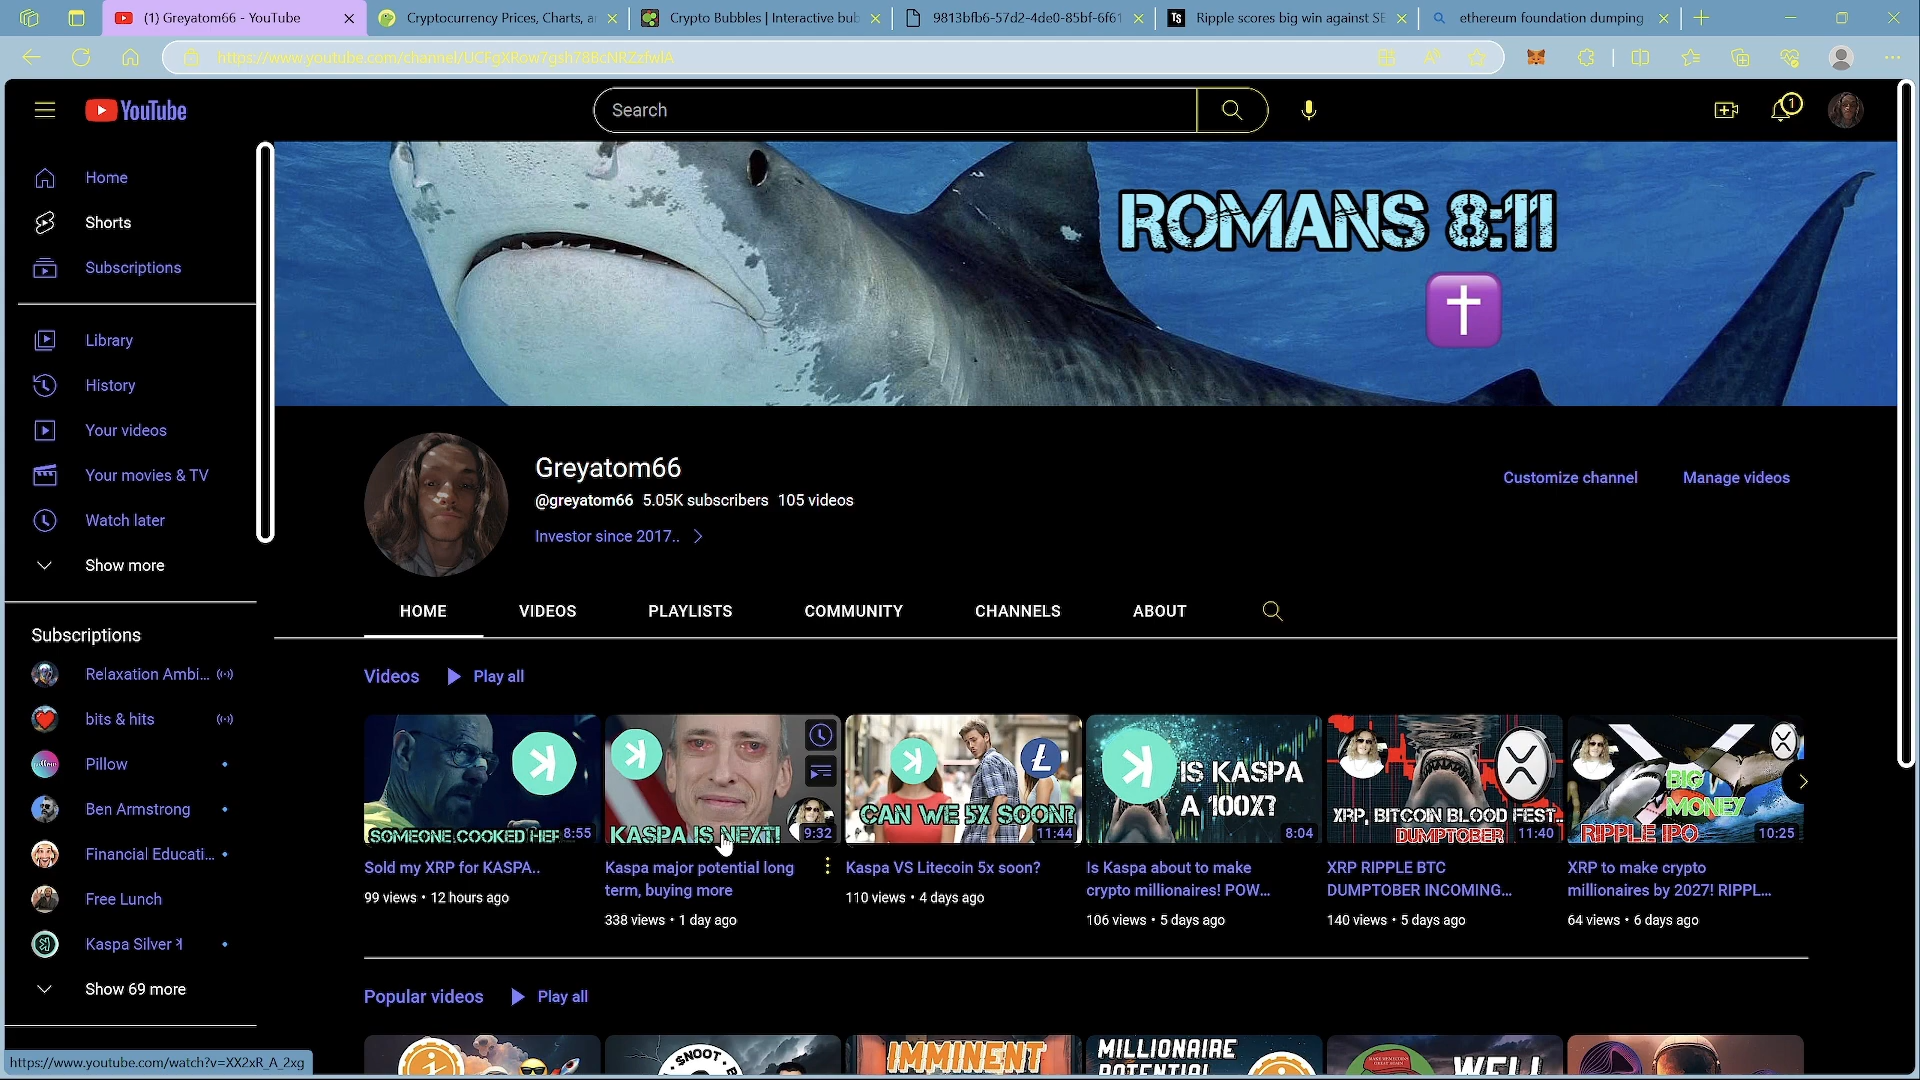 (1) Greyatom66 - YouTube
Cryptocurrency Prices, Charts, a
Crypto Bubbles | Interactive bub
9813bfb6-57d2-4de0-85bf-6f61
Ripple scores big win against SE
ethereum foundation dumping
YouTube
Search
1
Home
Shorts
Subscriptions
Library
History
Your videos
Your movies & TV
Watch later
Show more
Subscriptions
Relaxation Ambi...
bits & hits
Pillow
Ben Armstrong
Financial Educati...
Free Lunch
Kaspa Silver
Show 69 more
https://www.youtube.com/watch?v=XX2xR_A_2xg
ROMANS 8:11
Greyatom66
@greyatom66 5.05K subscribers 105 videos
Investor since 2017..
Customize channel
Manage videos
HOME
VIDEOS
PLAYLISTS
COMMUNITY
CHANNELS
ABOUT
Videos
Play all
8:55
Sold my XRP for KASPA..
99 views • 12 hours ago
KASPA IS NEXT!
9:32
Kaspa major potential long
term, buying more
338 views • 1 day ago
CAN WE 5X SOON?
11:44
Kaspa VS Litecoin 5x soon?
110 views • 4 days ago
IS KASPA
A 100X?
8:04
Is Kaspa about to make
crypto millionaires! POW...
106 views • 5 days ago
XRP, BITCOIN BLOOD FEST..
DUMPTOBER
11:40
XRP RIPPLE BTC
DUMPTOBER INCOMING...
140 views • 5 days ago
BIG
MONEY
RIPPLE IPO
10:25
XRP to make crypto
millionaires by 2027! RIPPL...
64 views • 6 days ago
Popular videos
Play all
SNOOT
IMMINENT
MILLIONAIRE
POTENTIAL
WELL